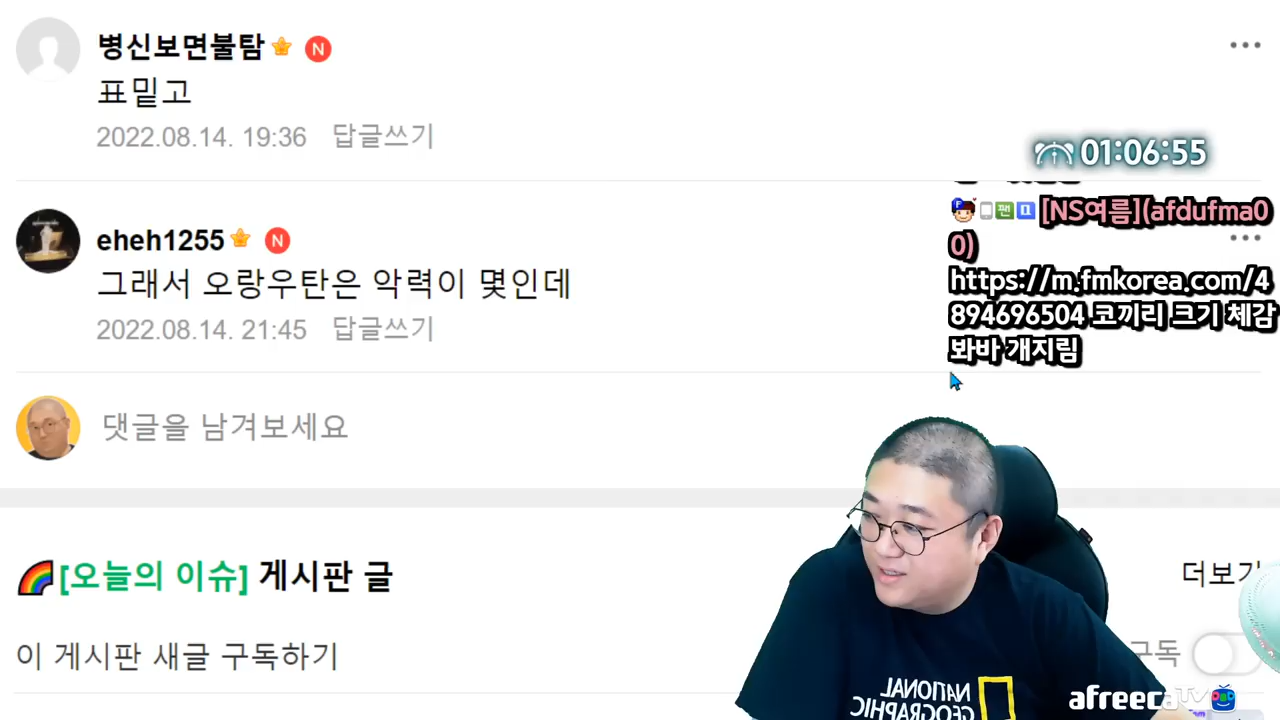 병신보면불탐 N
표밑고
2022.08.14. 19:36 답글쓰기
01:06:55
eheh1255 N
그래서 오랑우탄은 악력이 몇인데
2022.08.14. 21:45 답글쓰기
[NS여름](afdufma0
0)
https://m.fmkorea.com/4
894696504 코끼리 크기 체감
봐바 개지림
댓글을 남겨보세요
[오늘의 이슈] 게시판 글
더보기
이 게시판 새글 구독하기
구독
NATIONAL
GEOGRAPHIC
afreecaTV